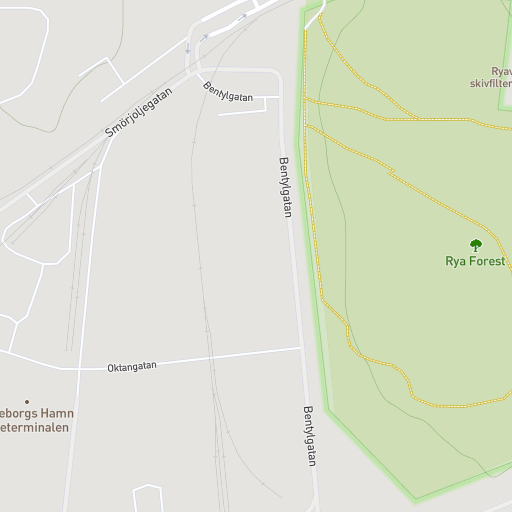 Ryav
skivfilter
Bentylgatan
Smörjoljegatan
Bentylgatan
Rya Forest
Oktangatan
eborgs Hamn
eterminalen
Bentylgatan